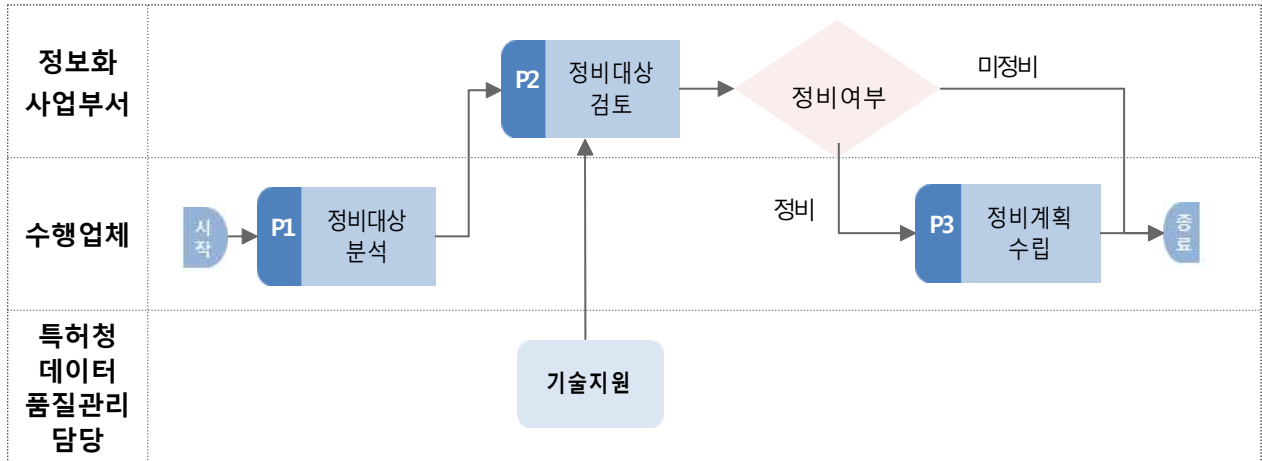 정보화
사업부서
P2
정비대상
검토
정비여부
미정비
수행업체
시
작
P1
정비대상
분석
정비
P3
정비계획
수립
종
료
특허청
데이터
품질관리
담당
기술지원